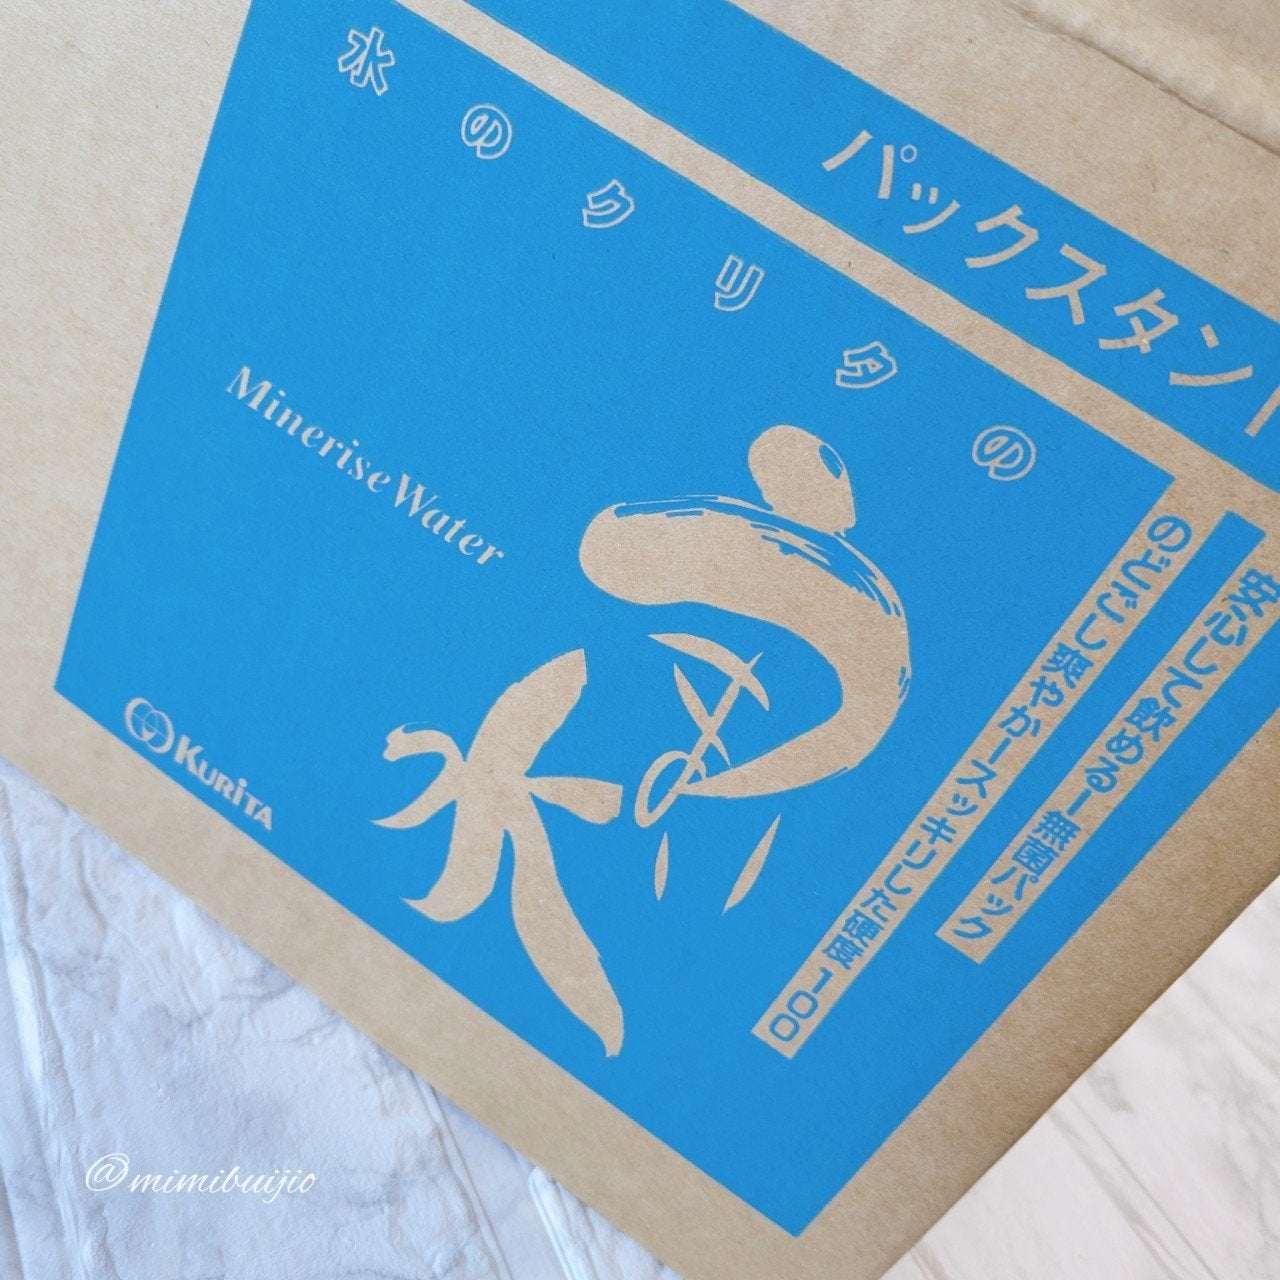 パックスタン
水のクリタの
うまい水
Minerise Water
安心して飲める！無菌パック
のどごし爽やか！スッキリした硬度100
KURITA
@mimibuijio